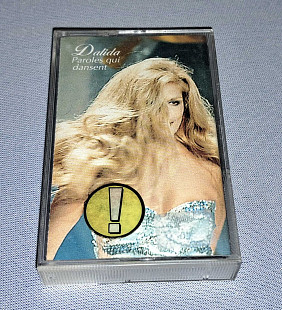 Dalida
Paroles qui
dansent
!